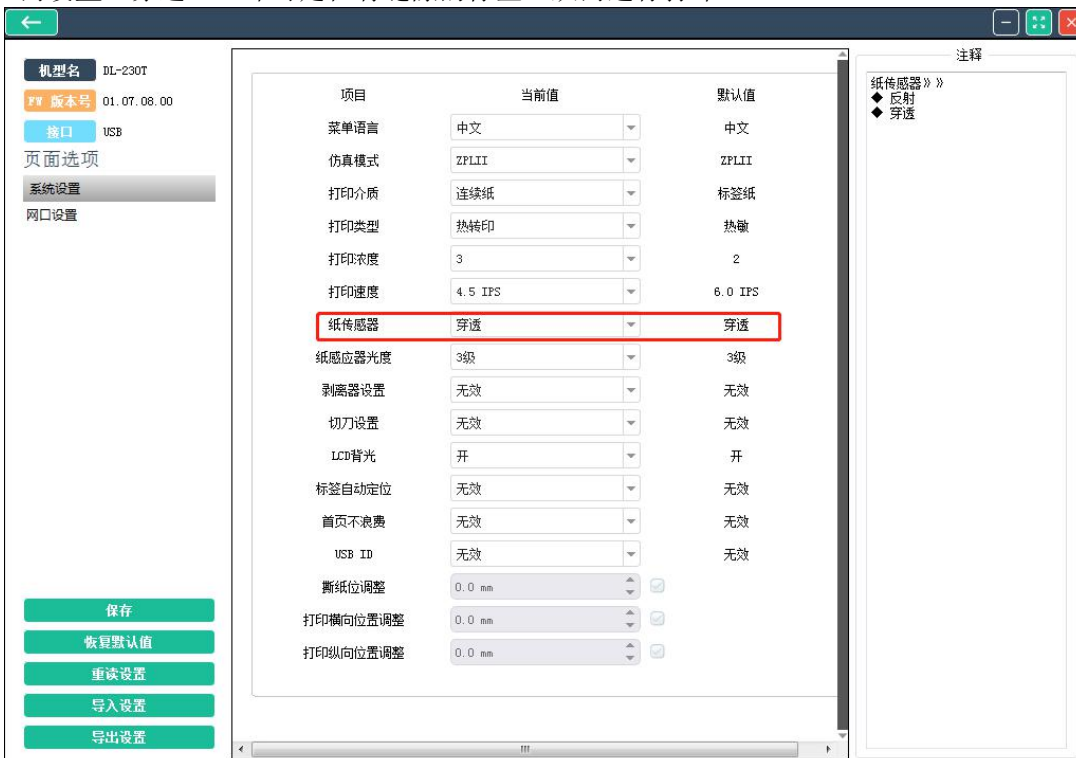 机型名 DL-230T
FW 版本号 01.07.08.00
接口 USB
页面选项
系统设置
网口设置
保存
恢复默认值
重读设置
导入设置
导出设置
项目 当前值 默认值
菜单语言 中文 中文
仿真模式 ZPLII ZPLII
打印介质 连续纸 标签纸
打印类型 热转印 热敏
打印浓度 3 2
打印速度 4.5 IPS 6.0 IPS
纸传感器 穿透 穿透
纸感应器光度 3级 3级
剥离器设置 无效 无效
切刀设置 无效 无效
LCD背光 开 开
标签自动定位 无效 无效
首页不浪费 无效 无效
USB ID 无效 无效
撕纸位调整 0.0 mm
打印横向位置调整 0.0 mm
打印纵向位置调整 0.0 mm
注释
纸传感器》》
◆ 反射
◆ 穿透